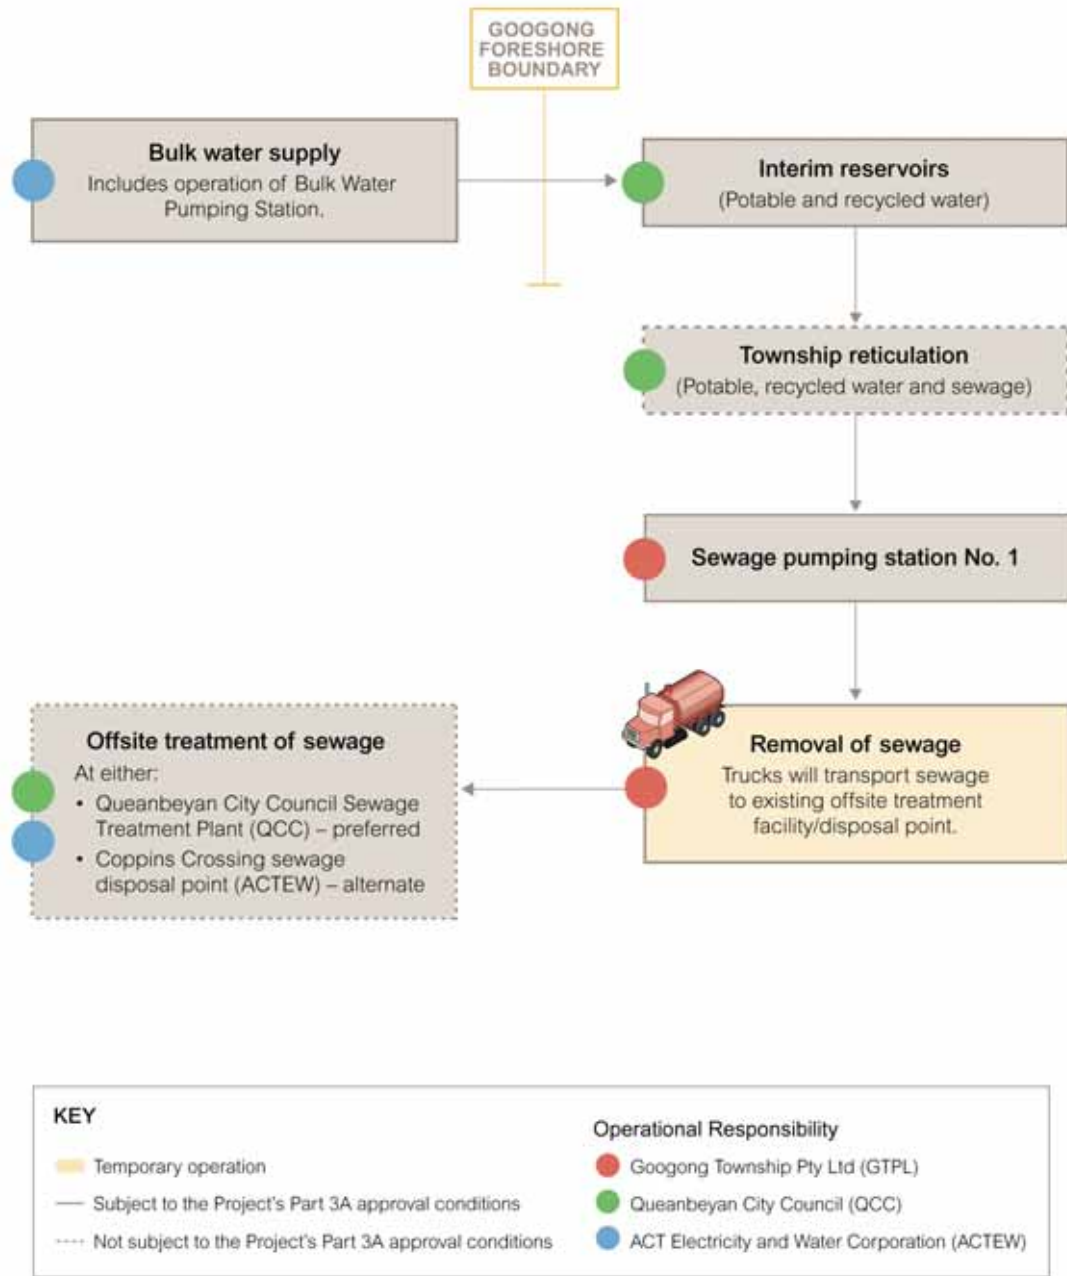 GOOGONG
FORESHORE
BOUNDARY
Bulk water supply
Includes operation of Bulk Water
Pumping Station.
Interim reservoirs
(Potable and recycled water)
Township reticulation
(Potable, recycled water and sewage)
Sewage pumping station No. 1
Removal of sewage
Trucks will transport sewage
to existing offsite treatment
facility/disposal point.
Offsite treatment of sewage
At either:
• Queanbeyan City Council Sewage
Treatment Plant (QCC) – preferred
• Coppins Crossing sewage
disposal point (ACTEW) – alternate
KEY
Temporary operation
Subject to the Project's Part 3A approval conditions
Not subject to the Project's Part 3A approval conditions
Operational Responsibility
Googong Township Pty Ltd (GTPL)
Queanbeyan City Council (QCC)
ACT Electricity and Water Corporation (ACTEW)